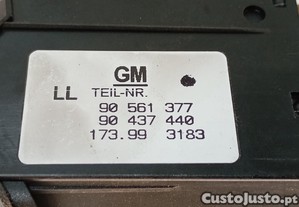 GM
LL TEIL-NR.
90 561 377
90 437 440
173.99 3183
CustoJusto.pt